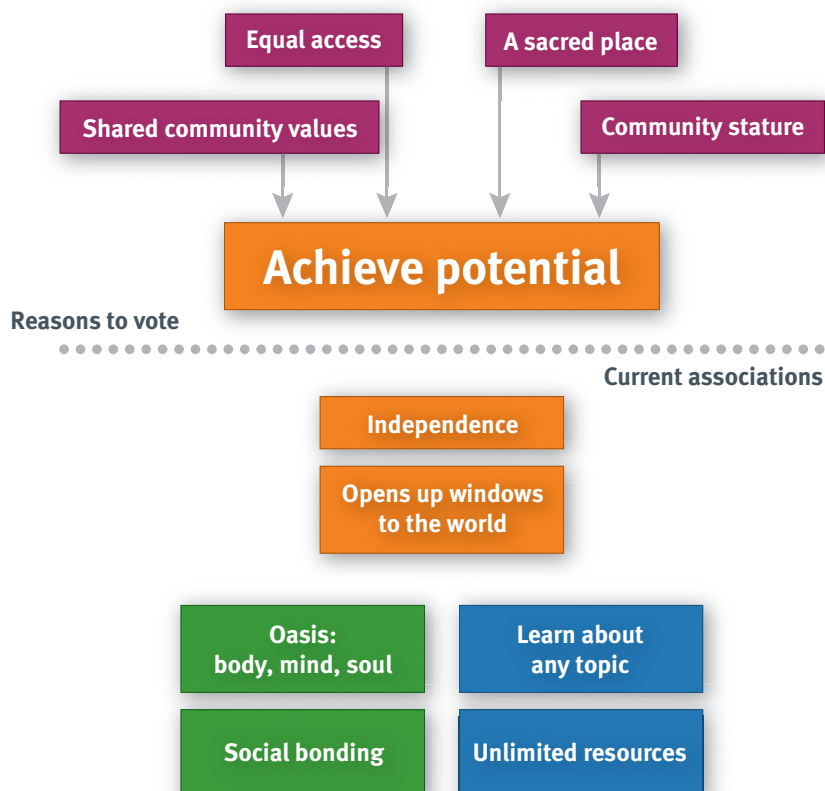 Equal access
A sacred place
Shared community values
Community stature
Achieve potential
Reasons to vote
Current associations
Independence
Opens up windows
to the world
Oasis:
body, mind, soul
Learn about
any topic
Social bonding
Unlimited resources